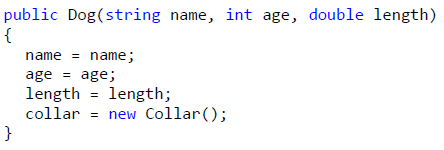 public Dog(string name, int age, double length)
{
name = name;
age = age;
length = length;
collar = new Collar();
}